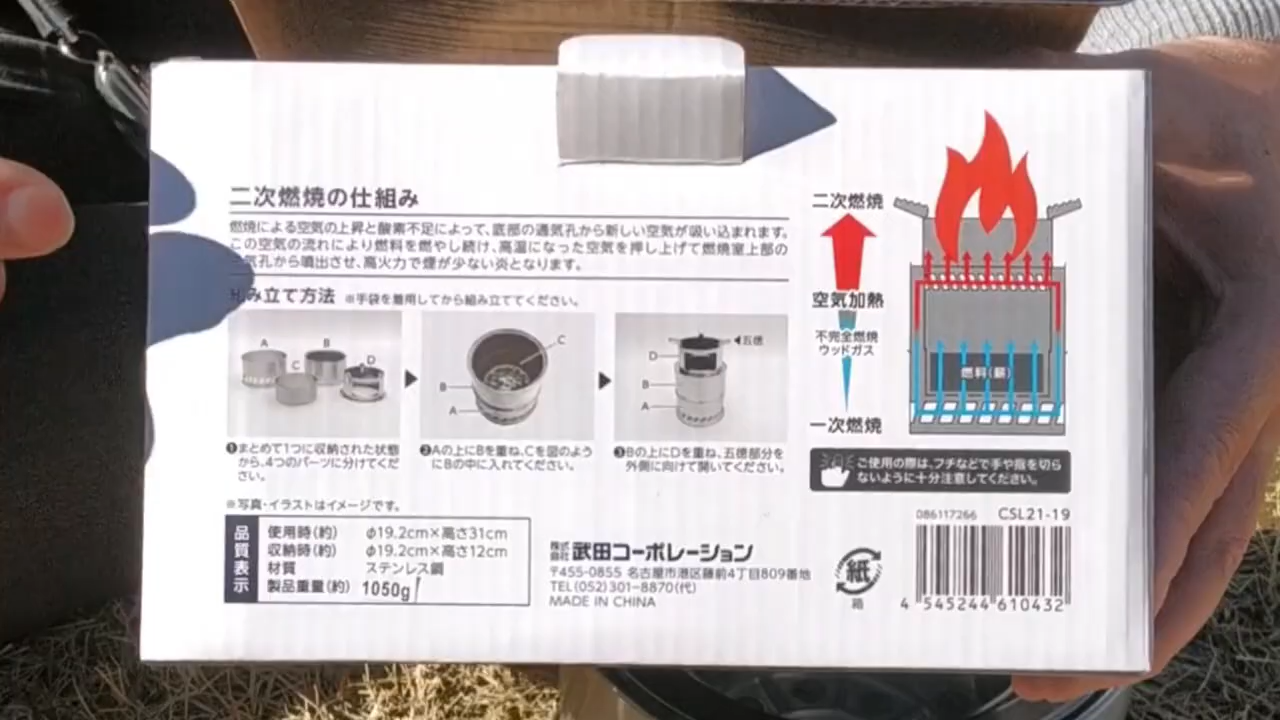 二次燃焼の仕組み
燃焼による空気の上昇と酸素不足によって、底部の通気孔から新しい空気が吸い込まれます。
この空気の流れにより燃料を燃やし続け、高温になった空気を押し上げて燃焼室上部の
気孔から噴出させ、高火力で煙が少ない炎となります。
組み立て方法 ※手袋を着用してから組み立ててください。
A
B
C
D
C
B
A
D
五徳
B
A
❶まとめて1つに収納された状態
から、4つのパーツに分けてくだ
さい。
❷Aの上にBを重ね、Cを図のよう
にBの中に入れてください。
❸Bの上にDを重ね、五徳部分を
外側に向けて開いてください。
※写真・イラストはイメージです。
品質表示
使用時(約) φ19.2cm×高さ31cm
収納時(約) φ19.2cm×高さ12cm
材質 ステンレス鋼
製品重量(約) 1050g
株式会社 武田コーポレーション
〒455-0855 名古屋市港区藤前4丁目809番地
TEL(052)301-8870(代)
MADE IN CHINA
二次燃焼
空気加熱
不完全燃焼
ウッドガス
一次燃焼
燃料(薪)
ご使用の際は、フチなどで手や指を切ら
ないように十分注意してください。
紙
箱
086117266 CSL21-19
4 545244 610432